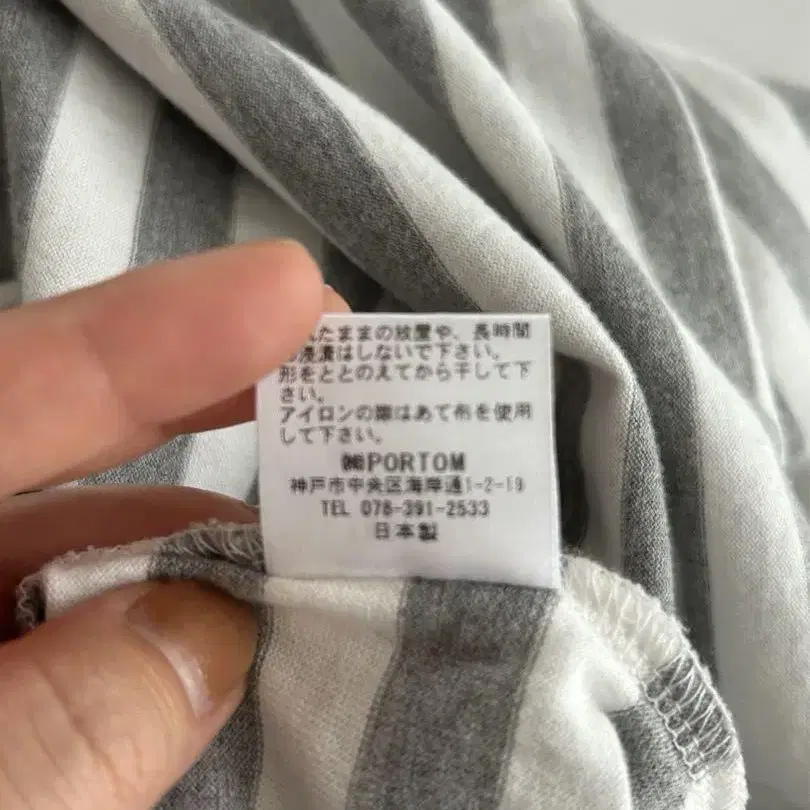 たままの放置や、長時間
の浸漬はしないで下さい。
形をととのえてから干して下
さい。
アイロンの際はあて布を使用
して下さい。
㈱PORTOM
神戸市中央区海岸通1-2-19
TEL 078-391-2533
日本製